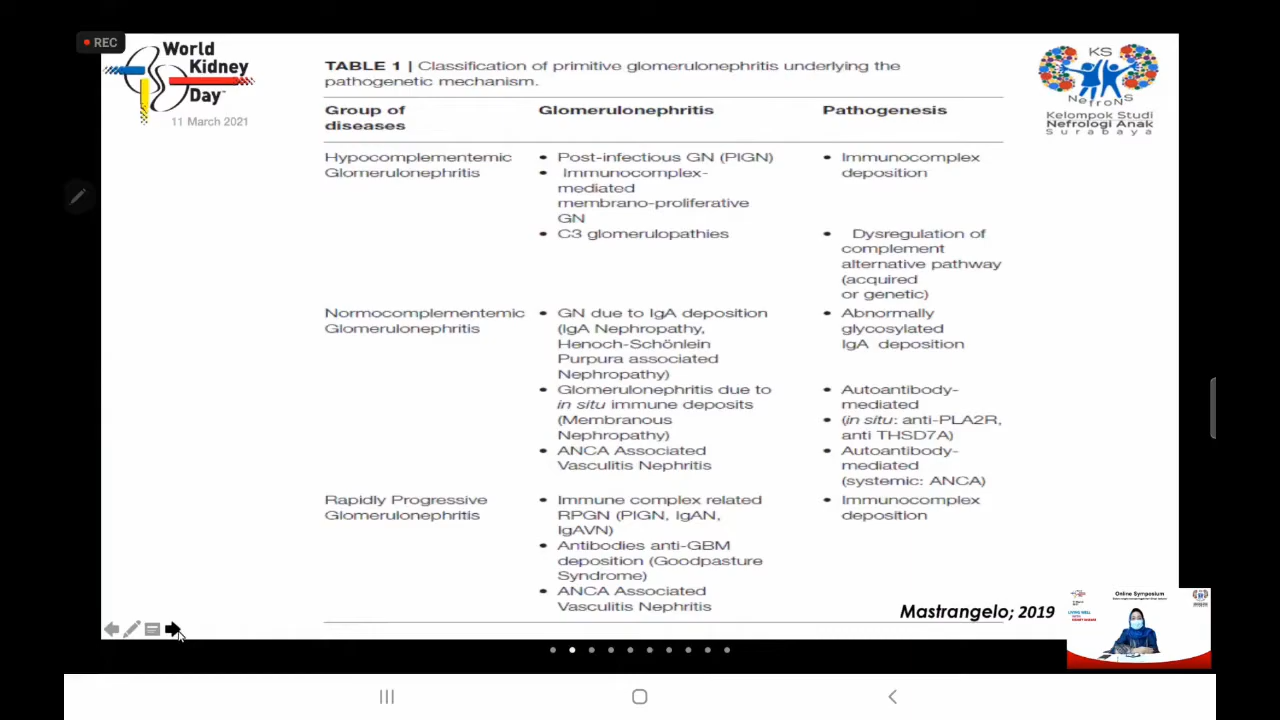 REC
World
Kidney
Day
11 March 2021
TABLE 1 | Classification of primitive glomerulonephritis underlying the
pathogenetic mechanism.
KS
NefroNS
Kelompok Studi
Nefrologi Anak
Surabaya
Group of
diseases
Glomerulonephritis
Pathogenesis
Hypocomplementemic
Glomerulonephritis
• Post-infectious GN (PIGN)
• Immunocomplex-
mediated
membrano-proliferative
GN
• Immunocomplex
deposition
• C3 glomerulopathies
• Dysregulation of
complement
alternative pathway
(acquired
or genetic)
Normocomplementemic
Glomerulonephritis
• GN due to IgA deposition
(IgA Nephropathy,
Henoch-Schönlein
Purpura associated
Nephropathy)
• Abnormally
glycosylated
IgA deposition
• Glomerulonephritis due to
in situ immune deposits
(Membranous
Nephropathy)
• Autoantibody-
mediated
• (in situ: anti-PLA2R,
anti THSD7A)
• ANCA Associated
Vasculitis Nephritis
• Autoantibody-
mediated
(systemic: ANCA)
Rapidly Progressive
Glomerulonephritis
• Immune complex related
RPGN (PIGN, IgAN,
IgAVN)
• Immunocomplex
deposition
• Antibodies anti-GBM
deposition (Goodpasture
Syndrome)
• ANCA Associated
Vasculitis Nephritis
Mastrangelo; 2019
Online Symposium
LIVING WELL